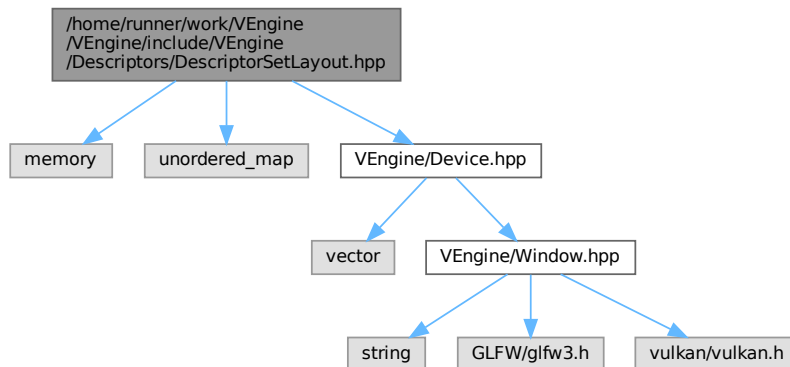 /home/runner/work/VEngine
/VEngine/include/VEngine
/Descriptors/DescriptorSetLayout.hpp
memory
unordered_map
VEngine/Device.hpp
vector
VEngine/Window.hpp
string
GLFW/glfw3.h
vulkan/vulkan.h